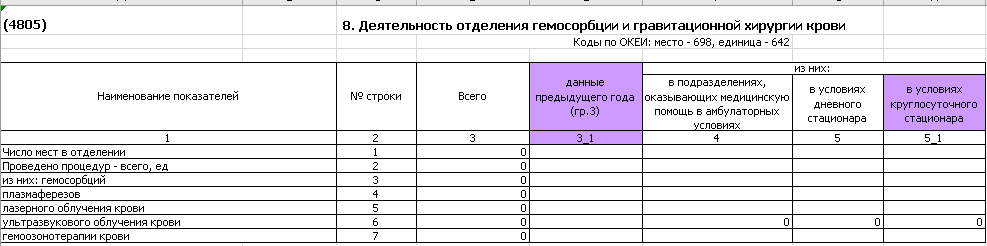 (4805) 8. Деятельность отделения гемосорбции и гравитационной хирургии крови
Коды по ОКЕИ: место - 698, единица - 642
из них:
Наименование показателей № строки Всего данные предыдущего года (гр.3) в подразделениях, оказывающих медицинскую помощь в амбулаторных условиях в условиях дневного стационара в условиях круглосуточного стационара
1 2 3 3_1 4 5 5_1
Число мест в отделении 1 0
Проведено процедур - всего, ед 2 0
из них: гемосорбций 3 0
плазмаферезов 4 0
лазерного облучения крови 5 0
ультразвукового облучения крови 6 0 0 0 0
гемоозонотерапии крови 7 0